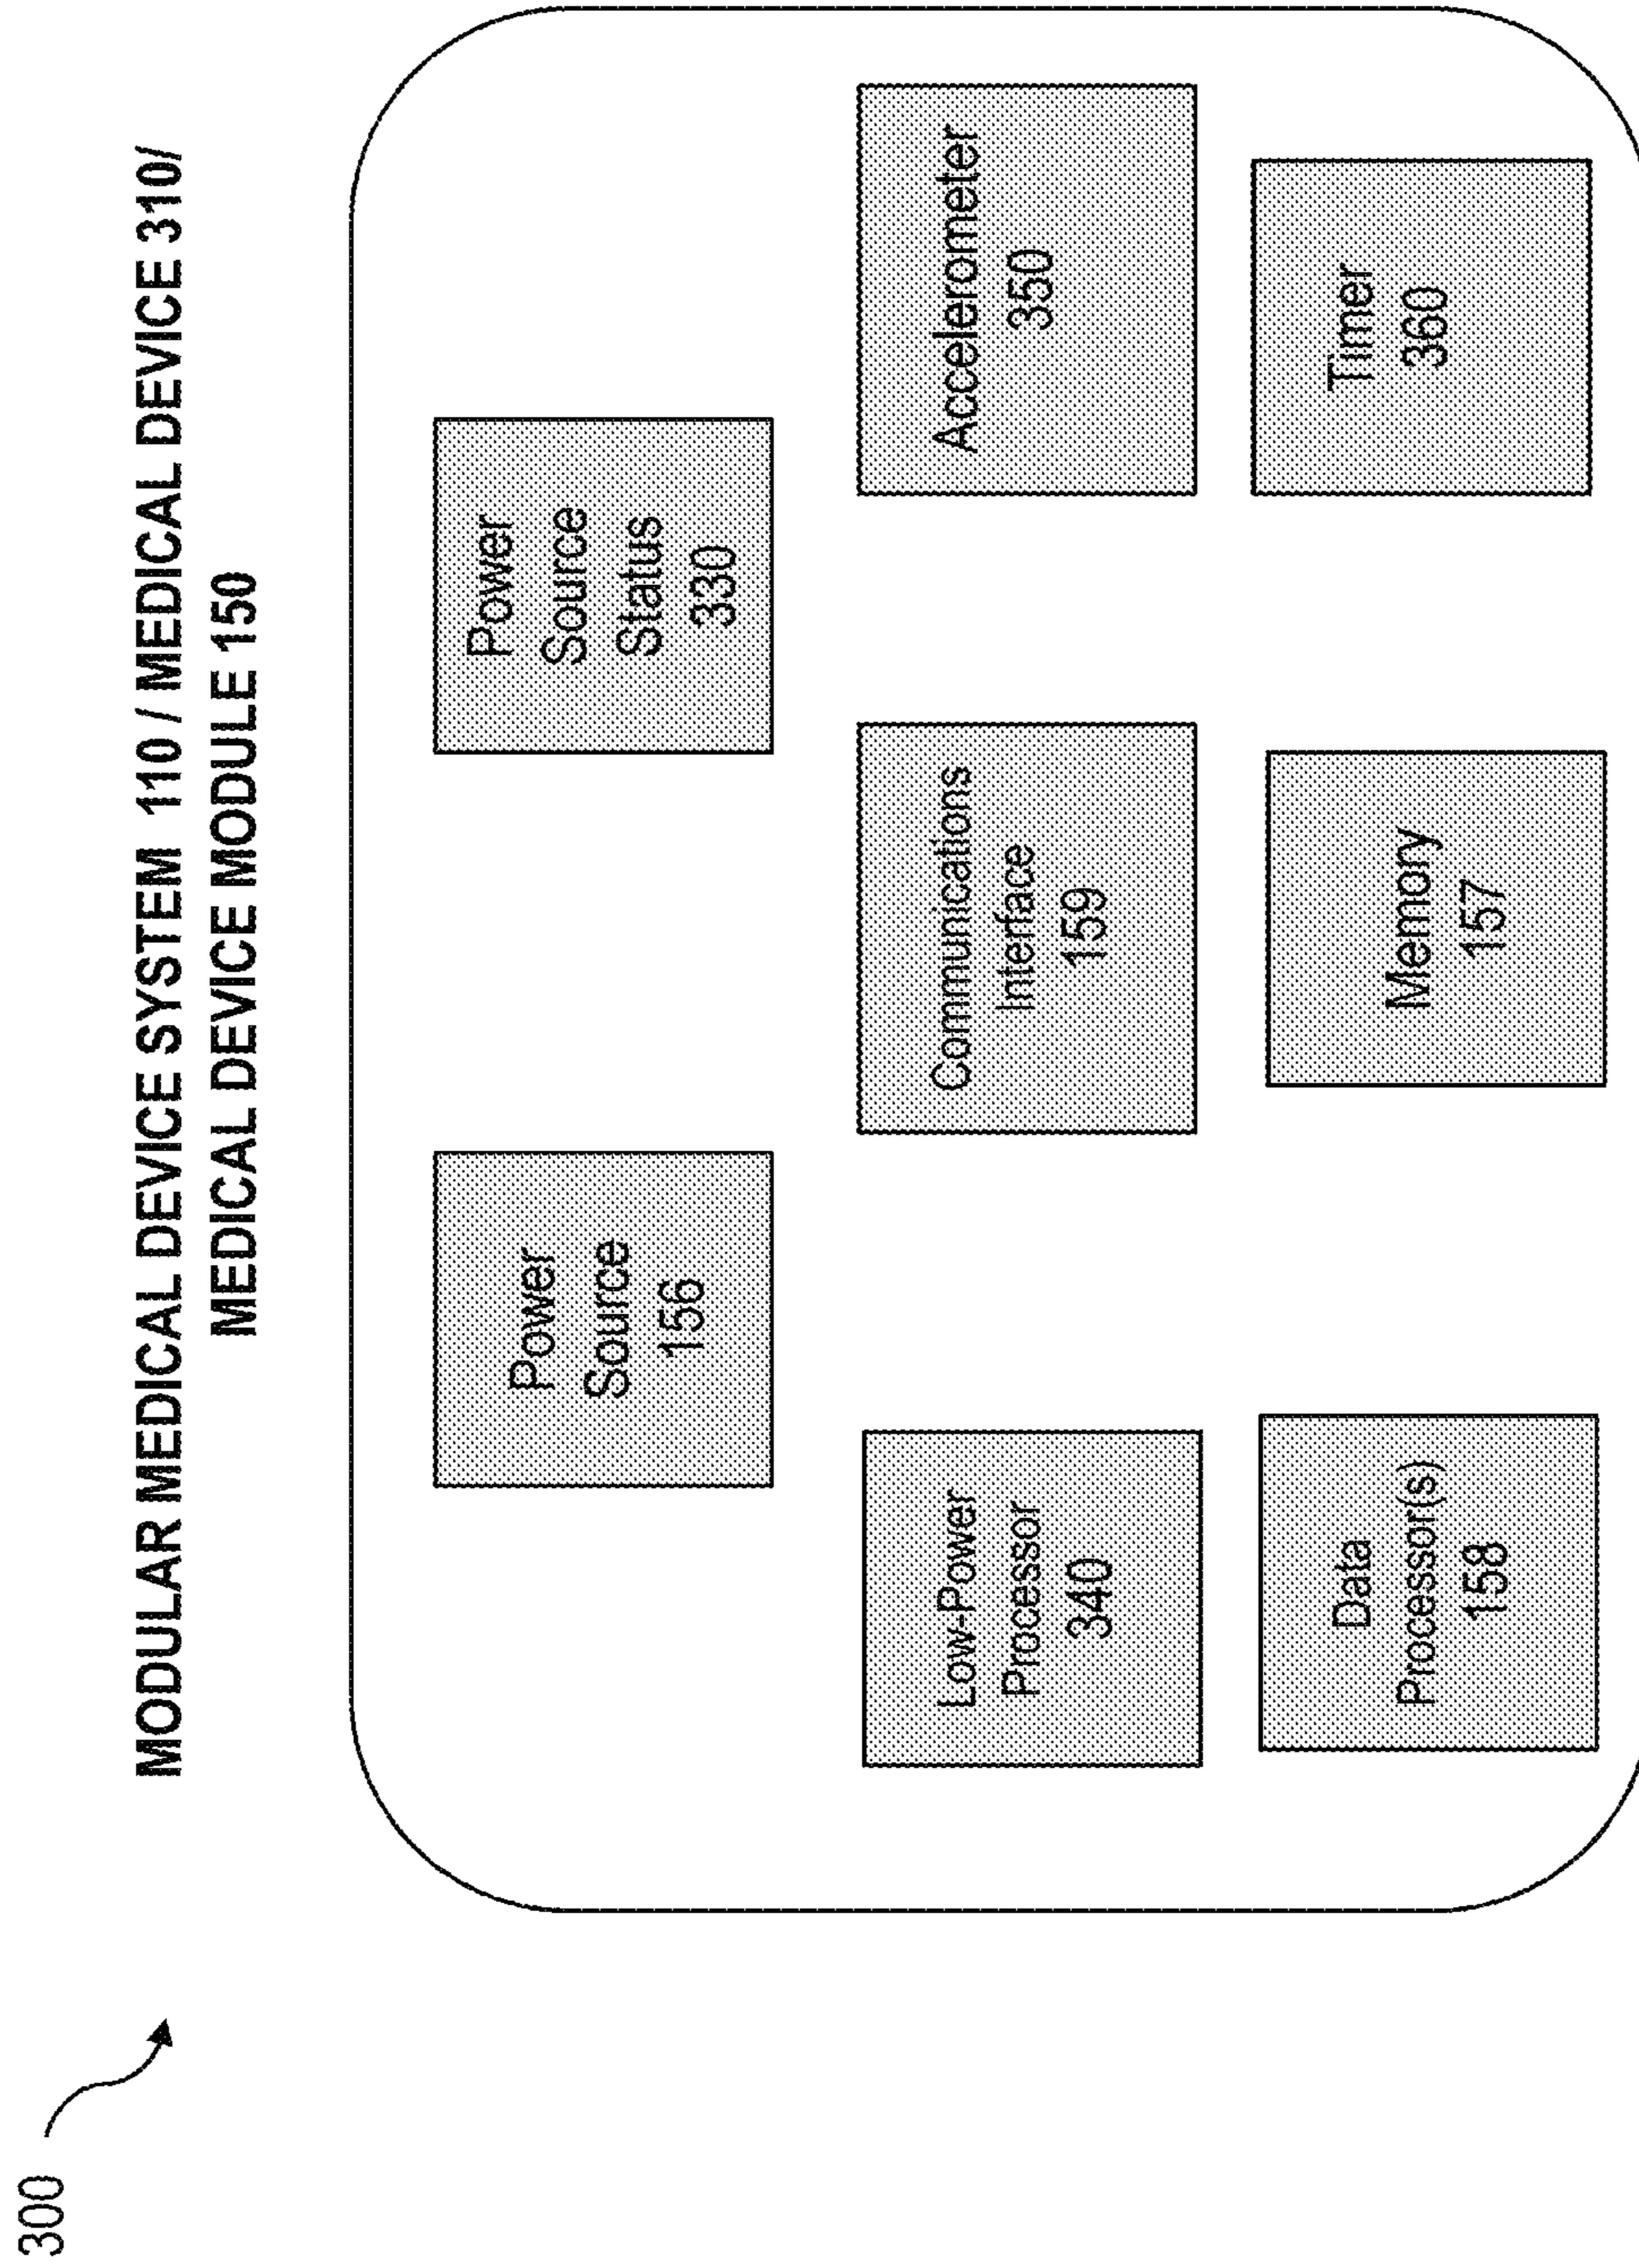 300
MODULAR MEDICAL DEVICE SYSTEM 110 / MEDICAL DEVICE 310/
MEDICAL DEVICE MODULE 150
Power
Source
156
Power
Source
Status
330
Low-Power
Processor
340
Communications
Interface
159
Accelerometer
350
Data
Processor(s)
158
Memory
157
Timer
360